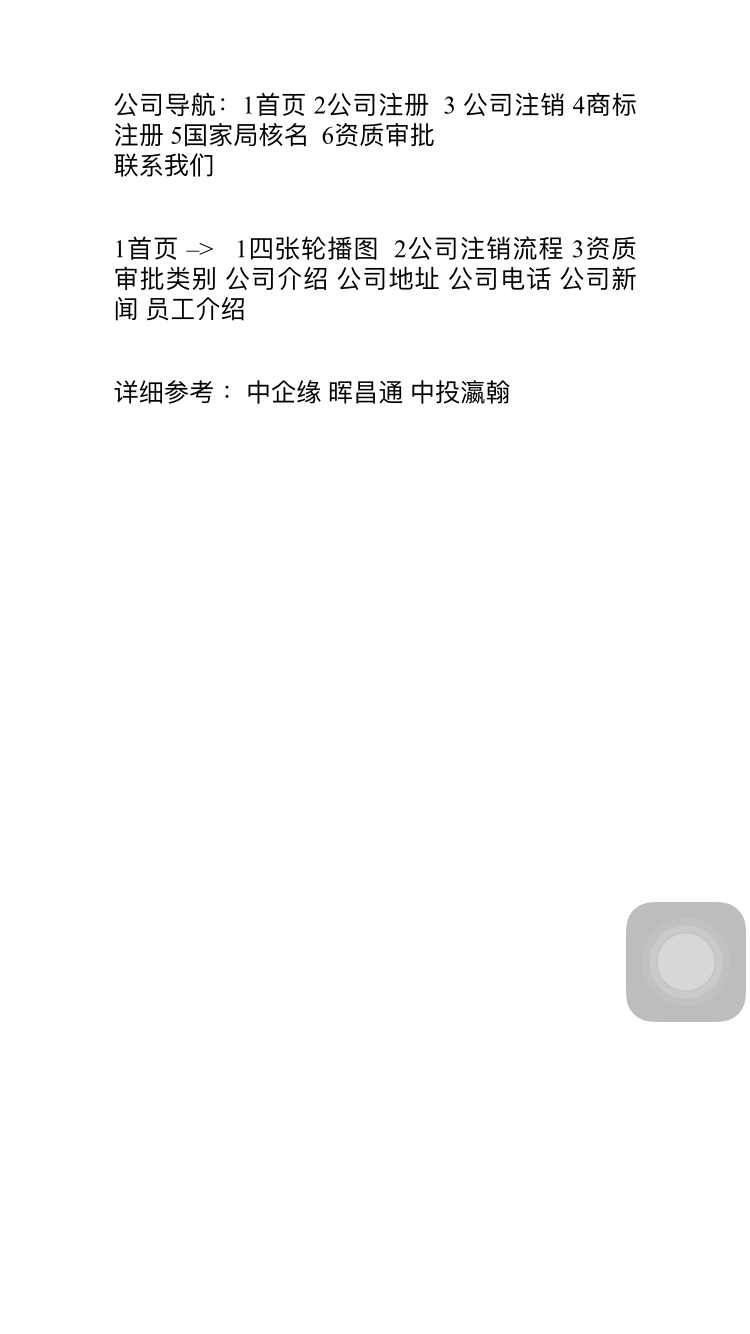 公司导航：1首页 2公司注册  3 公司注销 4商标
注册 5国家局核名  6资质审批
联系我们
1首页 –>   1四张轮播图  2公司注销流程 3资质
审批类别 公司介绍 公司地址 公司电话 公司新
闻 员工介绍
详细参考 ： 中企缘 晖昌通 中投瀛翰